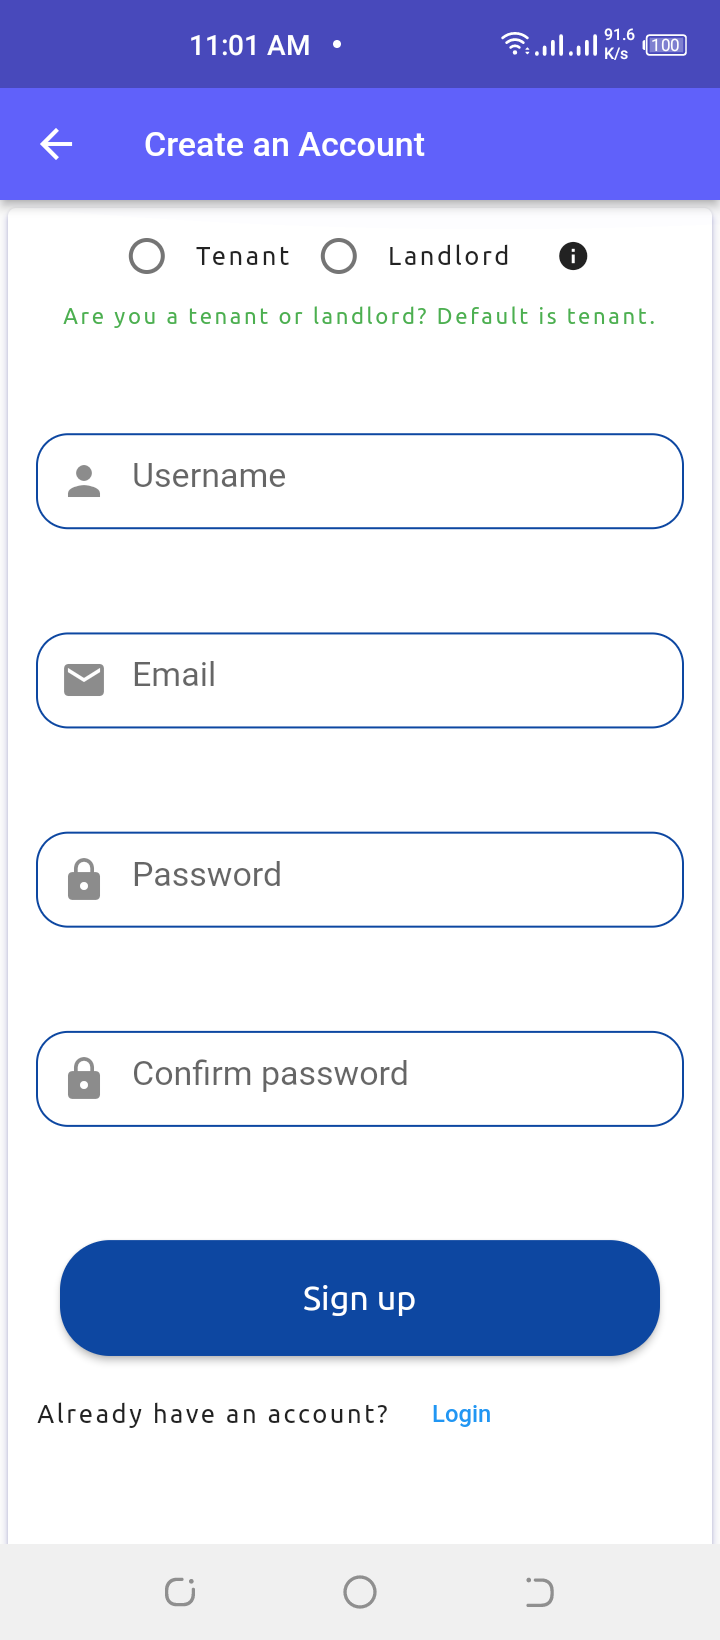 11:01 AM
91.6
K/s
100
Create an Account
Tenant Landlord
Are you a tenant or landlord? Default is tenant.
Username
Email
Password
Confirm password
Sign up
Already have an account? Login